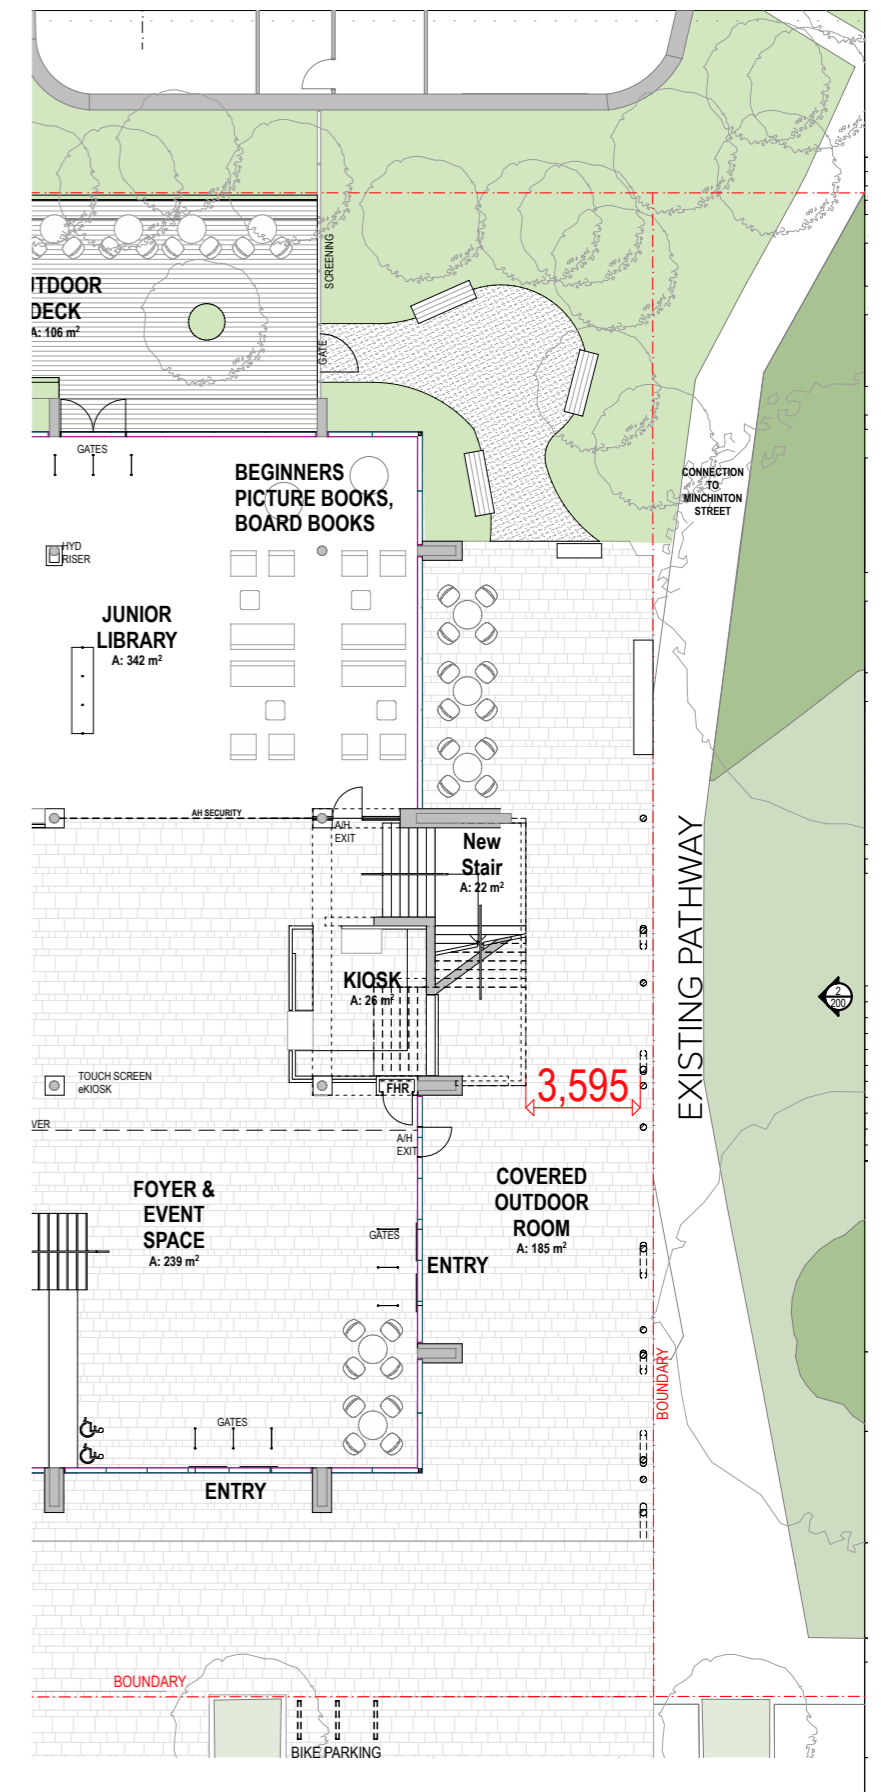 SCREENING
UTDOOR
DECK
A: 106 m²
GATE
GATES
BEGINNERS
PICTURE BOOKS,
BOARD BOOKS
CONNECTION
TO
MINCHINTON
STREET
HYD
RISER
JUNIOR
LIBRARY
A: 342 m²
AH SECURITY
A/H
EXIT
New
Stair
A: 22 m²
EXISTING PATHWAY
KIOSK
A: 26 m²
2
200
TOUCH SCREEN
eKIOSK
FHR
3,595
VER
A/H
EXIT
FOYER &
EVENT
SPACE
A: 239 m²
COVERED
OUTDOOR
ROOM
A: 185 m²
GATES
ENTRY
BOUNDARY
GATES
ENTRY
BOUNDARY
BIKE PARKING